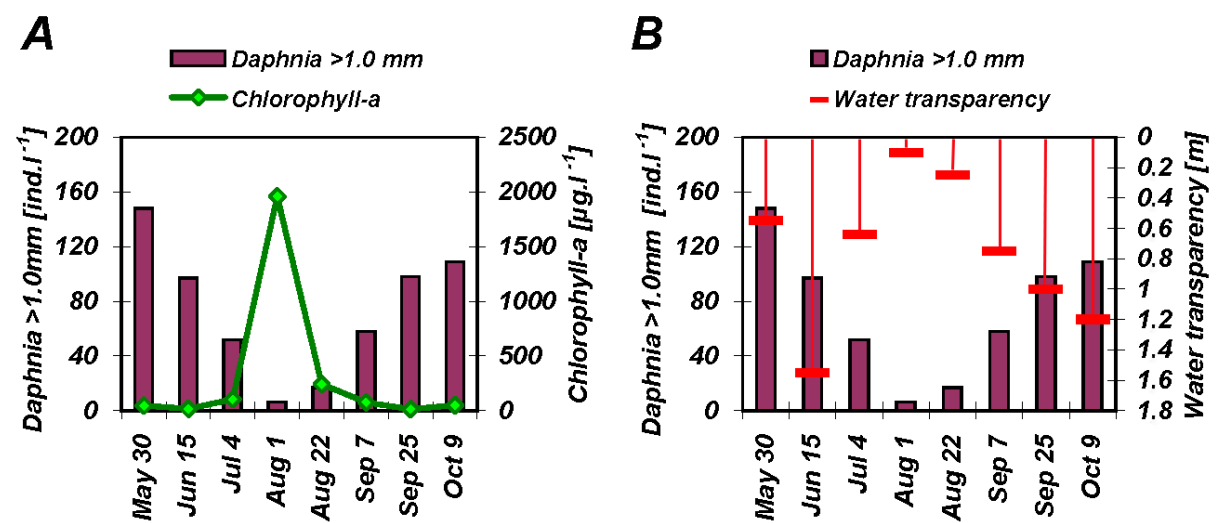 A
Daphnia >1.0 mm
Chlorophyll-a
Daphnia >1.0mm [ind.l⁻¹]
200
160
120
80
40
0
2500
2000
1500
1000
500
0
Chlorophyll-a [µg.l⁻¹]
May 30
Jun 15
Jul 4
Aug 1
Aug 22
Sep 7
Sep 25
Oct 9
B
Daphnia >1.0 mm
Water transparency
Daphnia >1.0mm [ind.l⁻¹]
200
160
120
80
40
0
0
0.2
0.4
0.6
0.8
1
1.2
1.4
1.6
1.8
Water transparency [m]
May 30
Jun 15
Jul 4
Aug 1
Aug 22
Sep 7
Sep 25
Oct 9